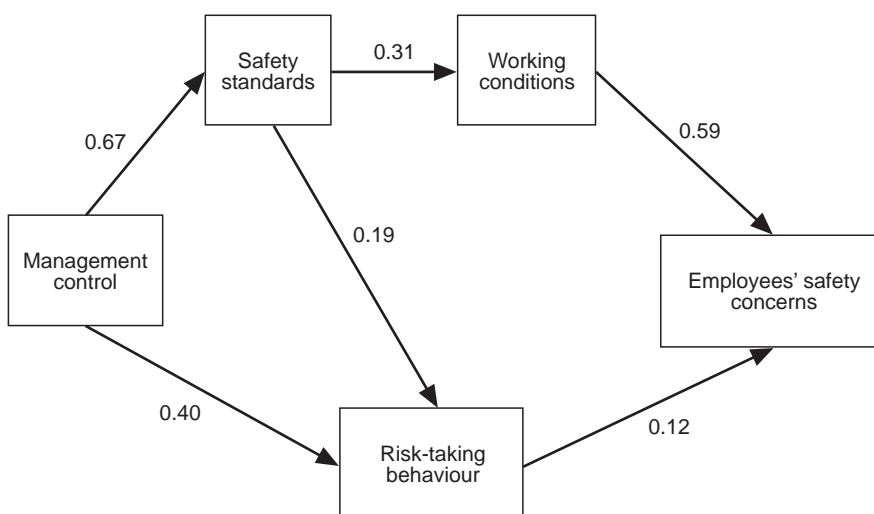 Safety
standards
0.31
Working
conditions
0.67
0.59
0.19
Management
control
Employees’ safety
concerns
0.40
Risk-taking
behaviour
0.12